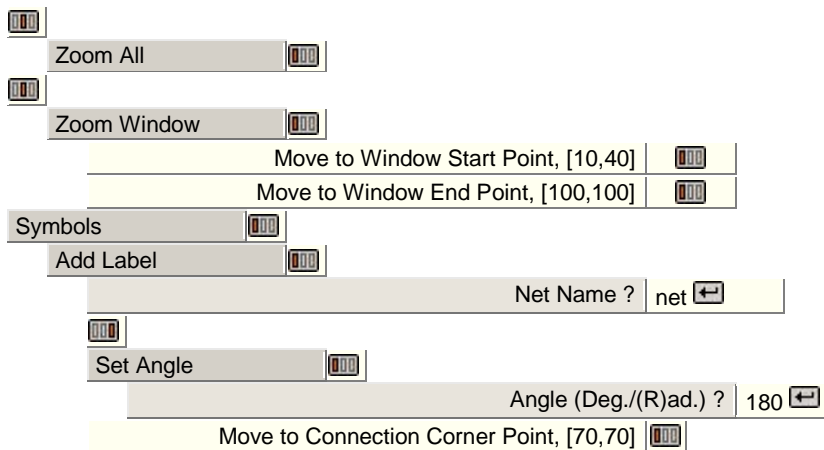 Zoom All
Zoom Window
Move to Window Start Point, [10,40]
Move to Window End Point, [100,100]
Symbols
Add Label
Net Name ? net
Set Angle
Angle (Deg./(R)ad.) ? 180
Move to Connection Corner Point, [70,70]